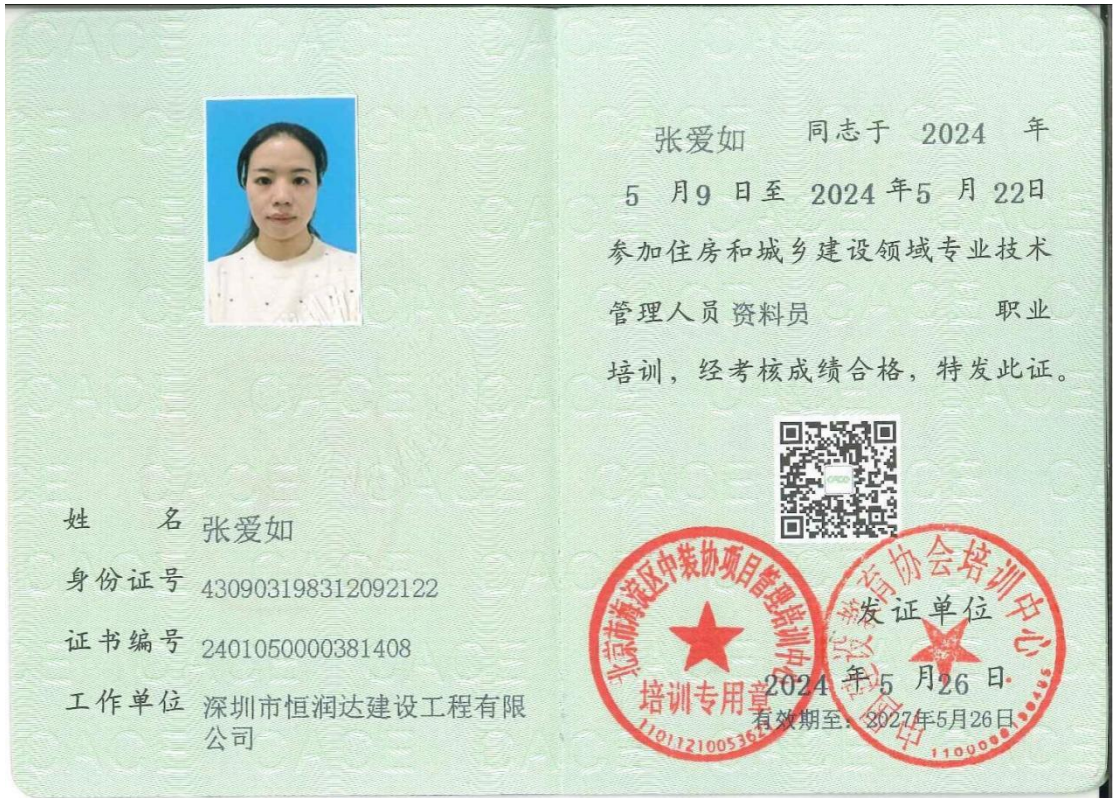 姓 名 张爱如
身份证号 430903198312092122
证书编号 2401050000381408
工作单位 深圳市恒润达建设工程有限
公司
张爱如 同志于 2024 年
5 月9 日至 2024 年5 月 22日
参加住房和城乡建设领域专业技术
管理人员 资料员 职业
培训，经考核成绩合格，特发此证。
CACE
北京市海淀区中装协项目管理培训中心
培训专用章
中国建设教育协会培训中心
发证单位
2024 年 5 月26 日
有效期至：2027年5月26日